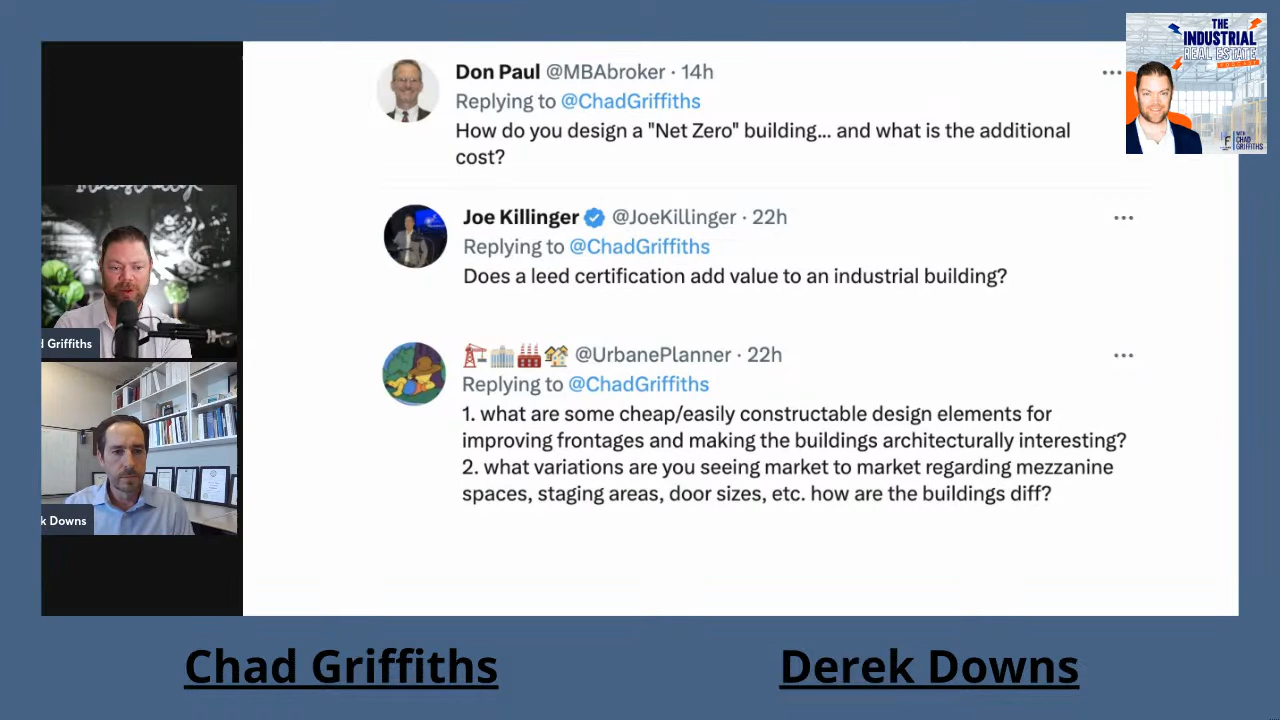 THE
INDUSTRIAL
REAL ESTATE
PODCAST
WITH
CHAD
GRIFFITHS
Don Paul @MBAbroker · 14h
Replying to @ChadGriffiths
How do you design a "Net Zero" building... and what is the additional
cost?
Joe Killinger @JoeKillinger · 22h
Replying to @ChadGriffiths
Does a leed certification add value to an industrial building?
@UrbanePlanner · 22h
Replying to @ChadGriffiths
1. what are some cheap/easily constructable design elements for
improving frontages and making the buildings architecturally interesting?
2. what variations are you seeing market to market regarding mezzanine
spaces, staging areas, door sizes, etc. how are the buildings diff?
d Griffiths
k Downs
Chad Griffiths
Derek Downs